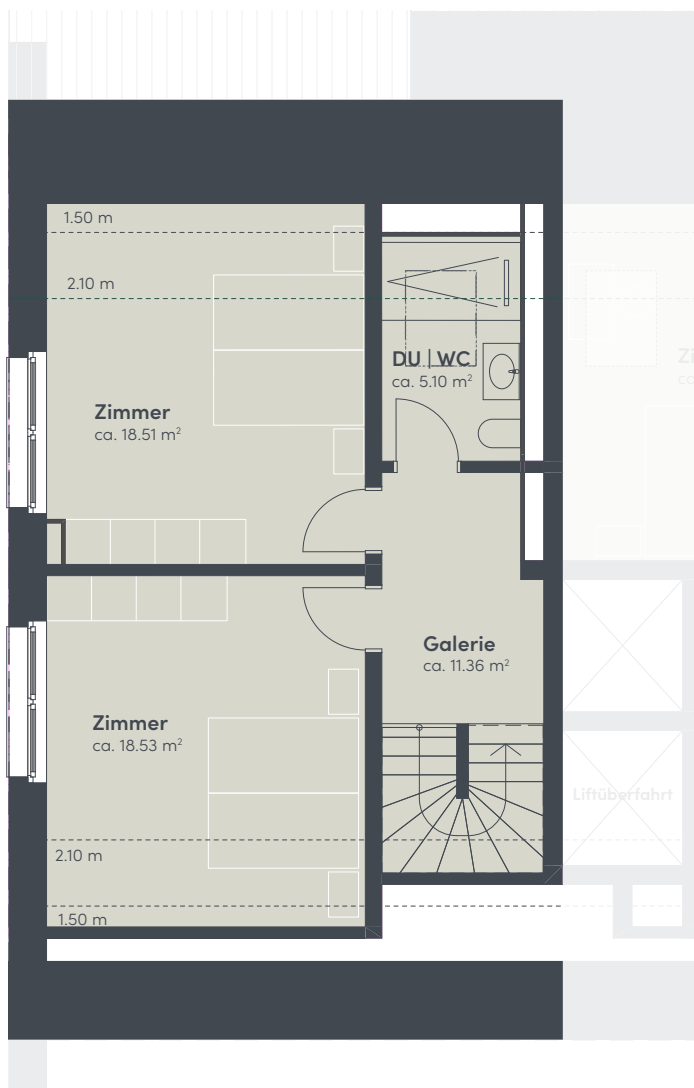 1.50 m
2.10 m
DU | WC
ca. 5.10 m²
Zimmer
ca. 18.51 m²
Galerie
ca. 11.36 m²
Zimmer
ca. 18.53 m²
Liftüberfahrt
2.10 m
1.50 m